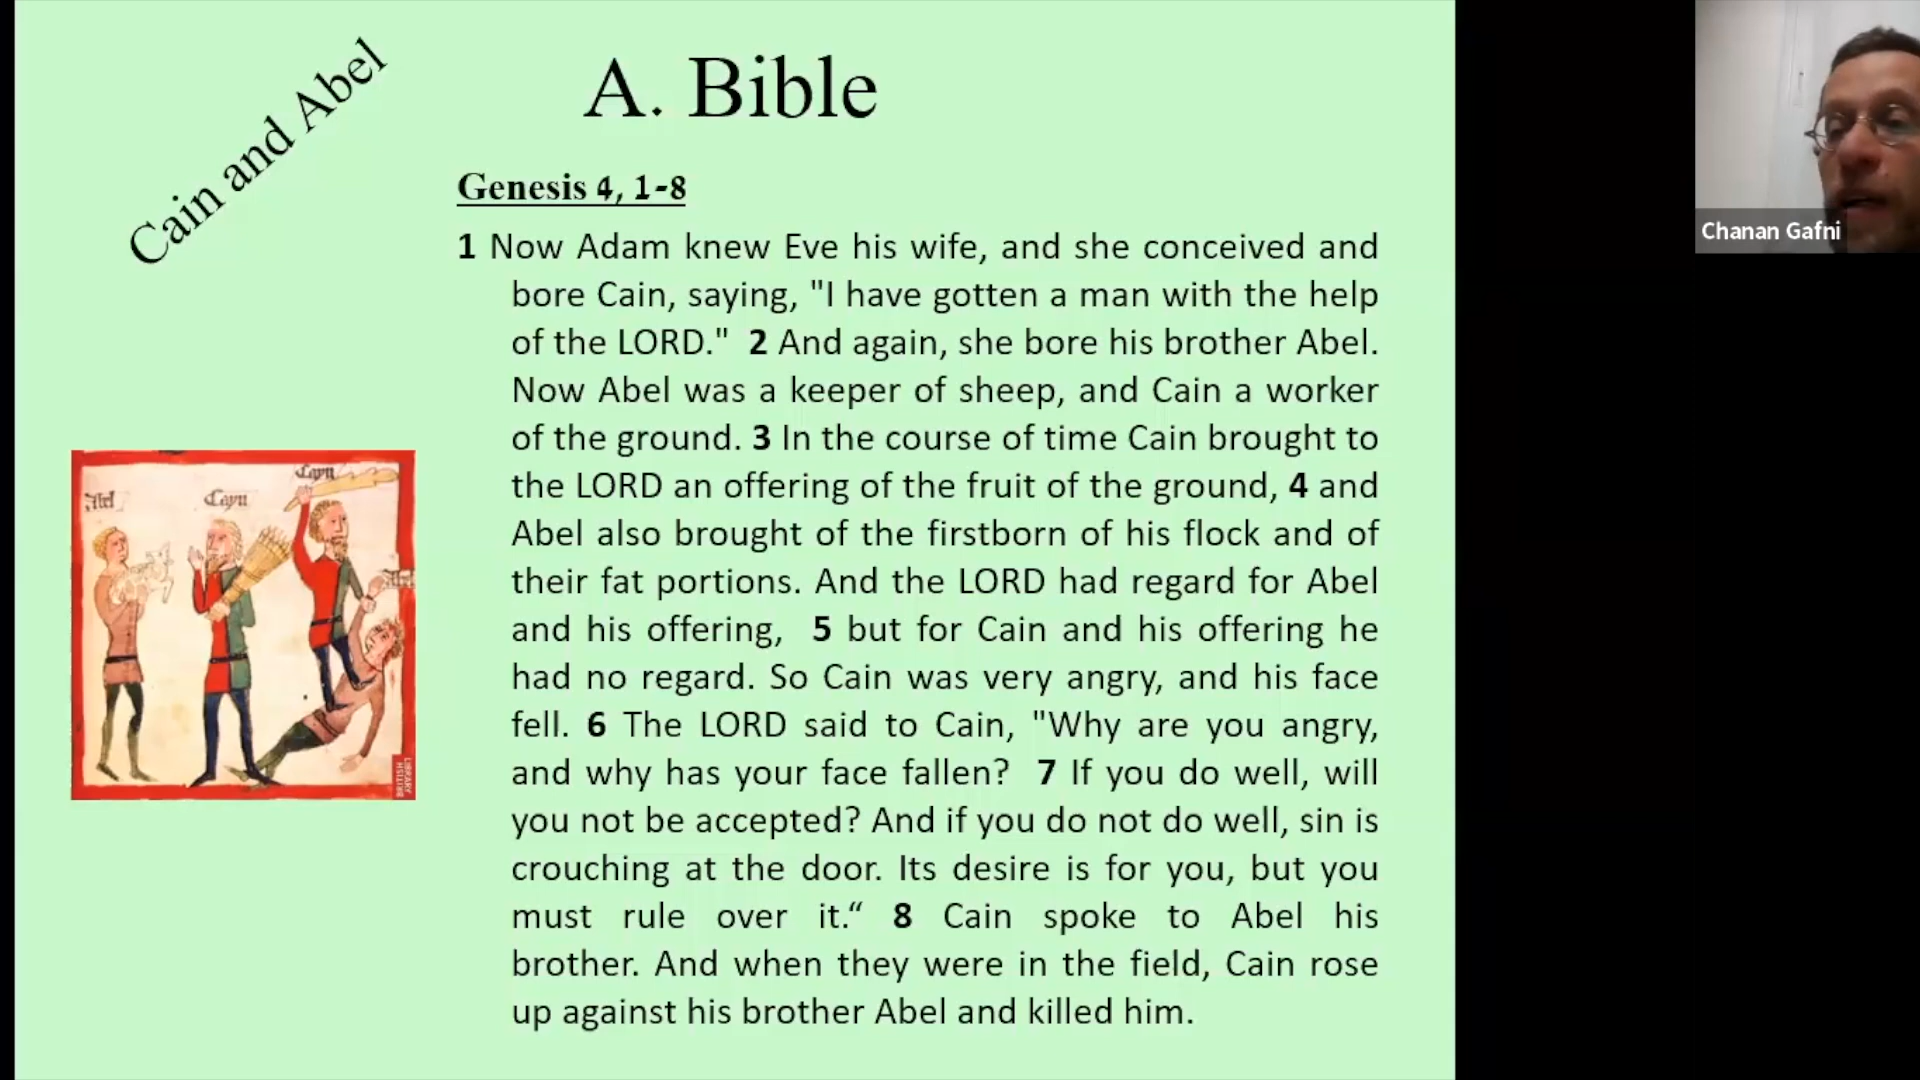 Cain and Abel
A. Bible
Genesis 4, 1-8
1 Now Adam knew Eve his wife, and she conceived and
bore Cain, saying, "I have gotten a man with the help
of the LORD." 2 And again, she bore his brother Abel.
Now Abel was a keeper of sheep, and Cain a worker
of the ground. 3 In the course of time Cain brought to
the LORD an offering of the fruit of the ground, 4 and
Abel also brought of the firstborn of his flock and of
their fat portions. And the LORD had regard for Abel
and his offering, 5 but for Cain and his offering he
had no regard. So Cain was very angry, and his face
fell. 6 The LORD said to Cain, "Why are you angry,
and why has your face fallen? 7 If you do well, will
you not be accepted? And if you do not do well, sin is
crouching at the door. Its desire is for you, but you
must rule over it.“ 8 Cain spoke to Abel his
brother. And when they were in the field, Cain rose
up against his brother Abel and killed him.
Abel
Cayn
Cayn
BRITISH
LIBRARY
Chanan Gafni